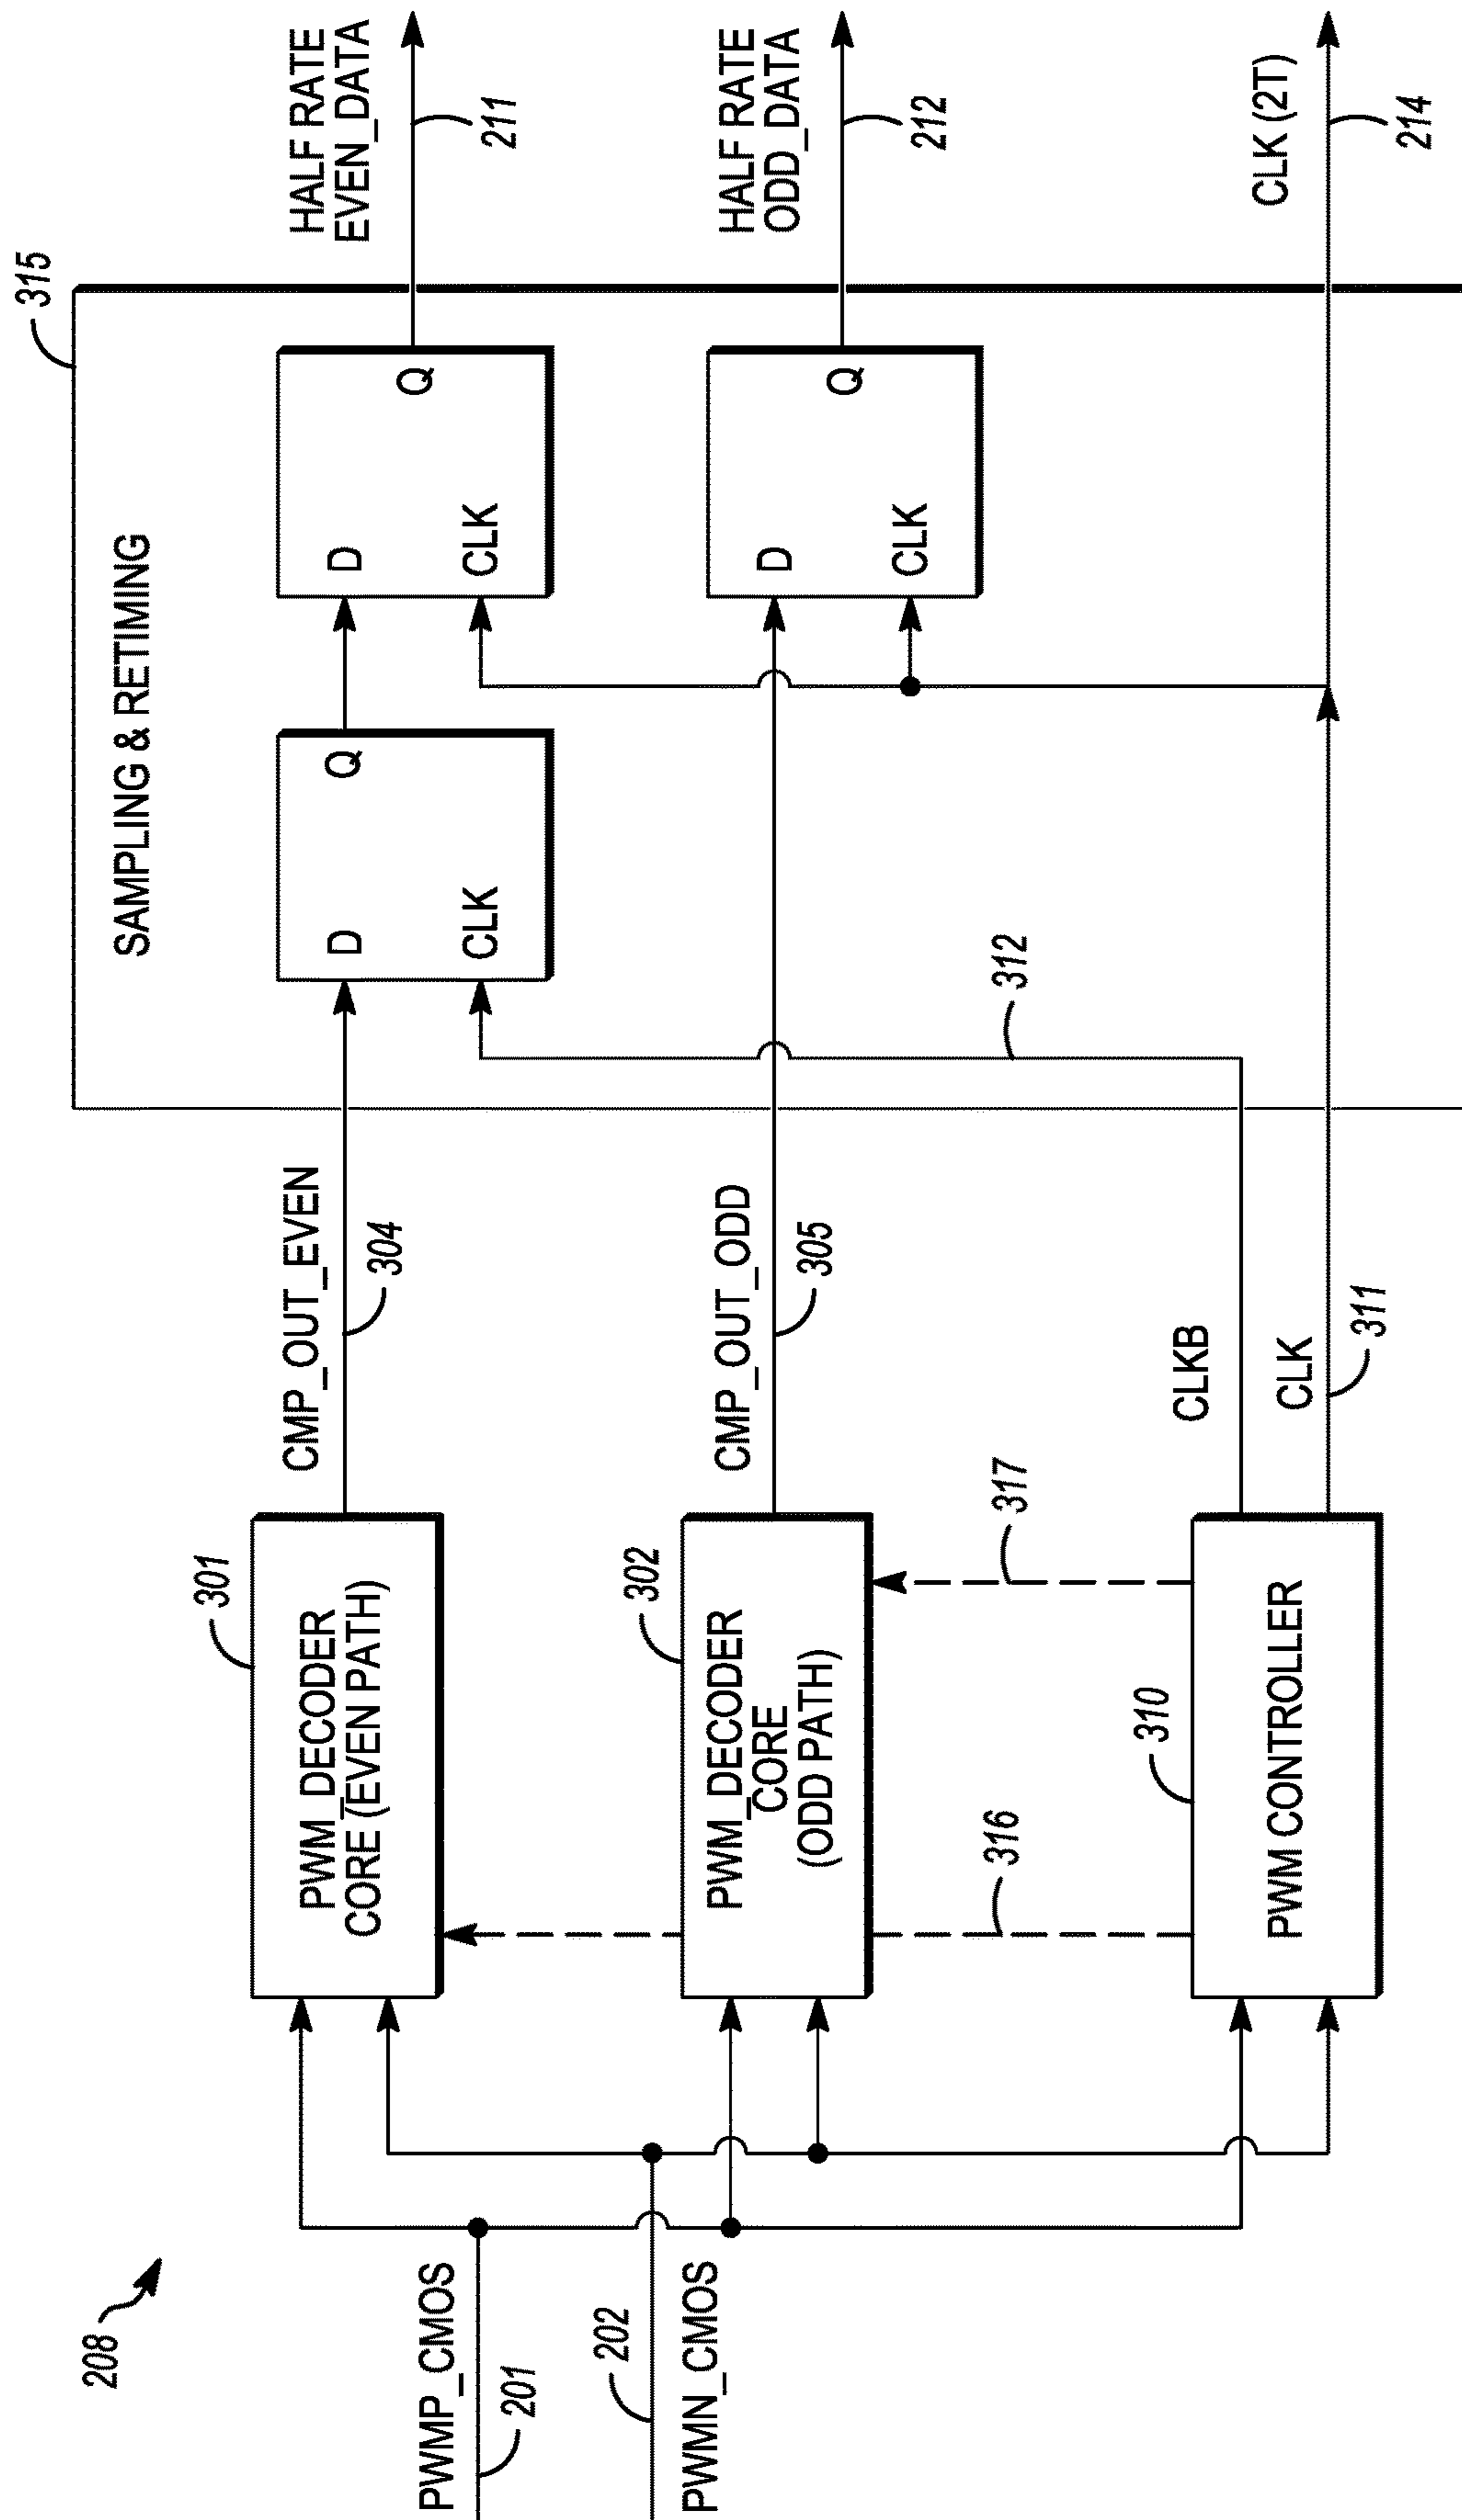 208
PWMP_CMOS
201
202
PWMN_CMOS
301
PWM_DECODER
CORE (EVEN PATH)
302
PWM_DECODER
CORE
(ODD PATH)
316
317
310
PWM CONTROLLER
CMP_OUT_EVEN
304
CMP_OUT_ODD
305
CLKB
CLK
311
312
315
SAMPLING & RETIMING
D
Q
CLK
D
Q
CLK
D
Q
CLK
HALF RATE
EVEN_DATA
211
HALF RATE
ODD_DATA
212
CLK (2T)
214